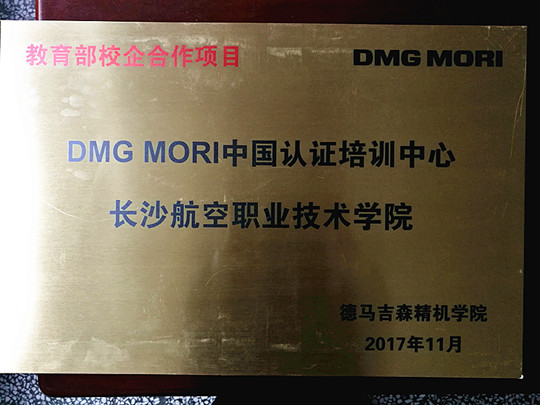 教育部校企合作项目 DMG MORI
DMG MORI中国认证培训中心
长沙航空职业技术学院
德马吉森精机学院
2017年11月